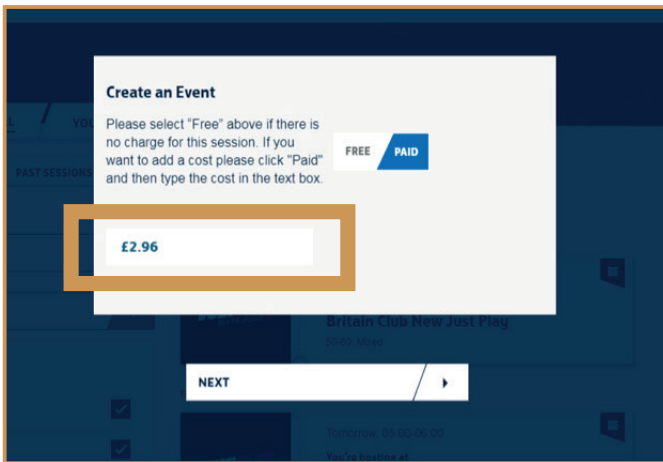 Create an Event
Please select "Free" above if there is
no charge for this session. If you
want to add a cost please click "Paid"
and then type the cost in the text box.
FREE PAID
YOU
PAST SESSIONS
£2.96
Britain Club New Just Play
50-60, Mixed
NEXT
Tomorrow, 05:00-06:00
You're hosting at